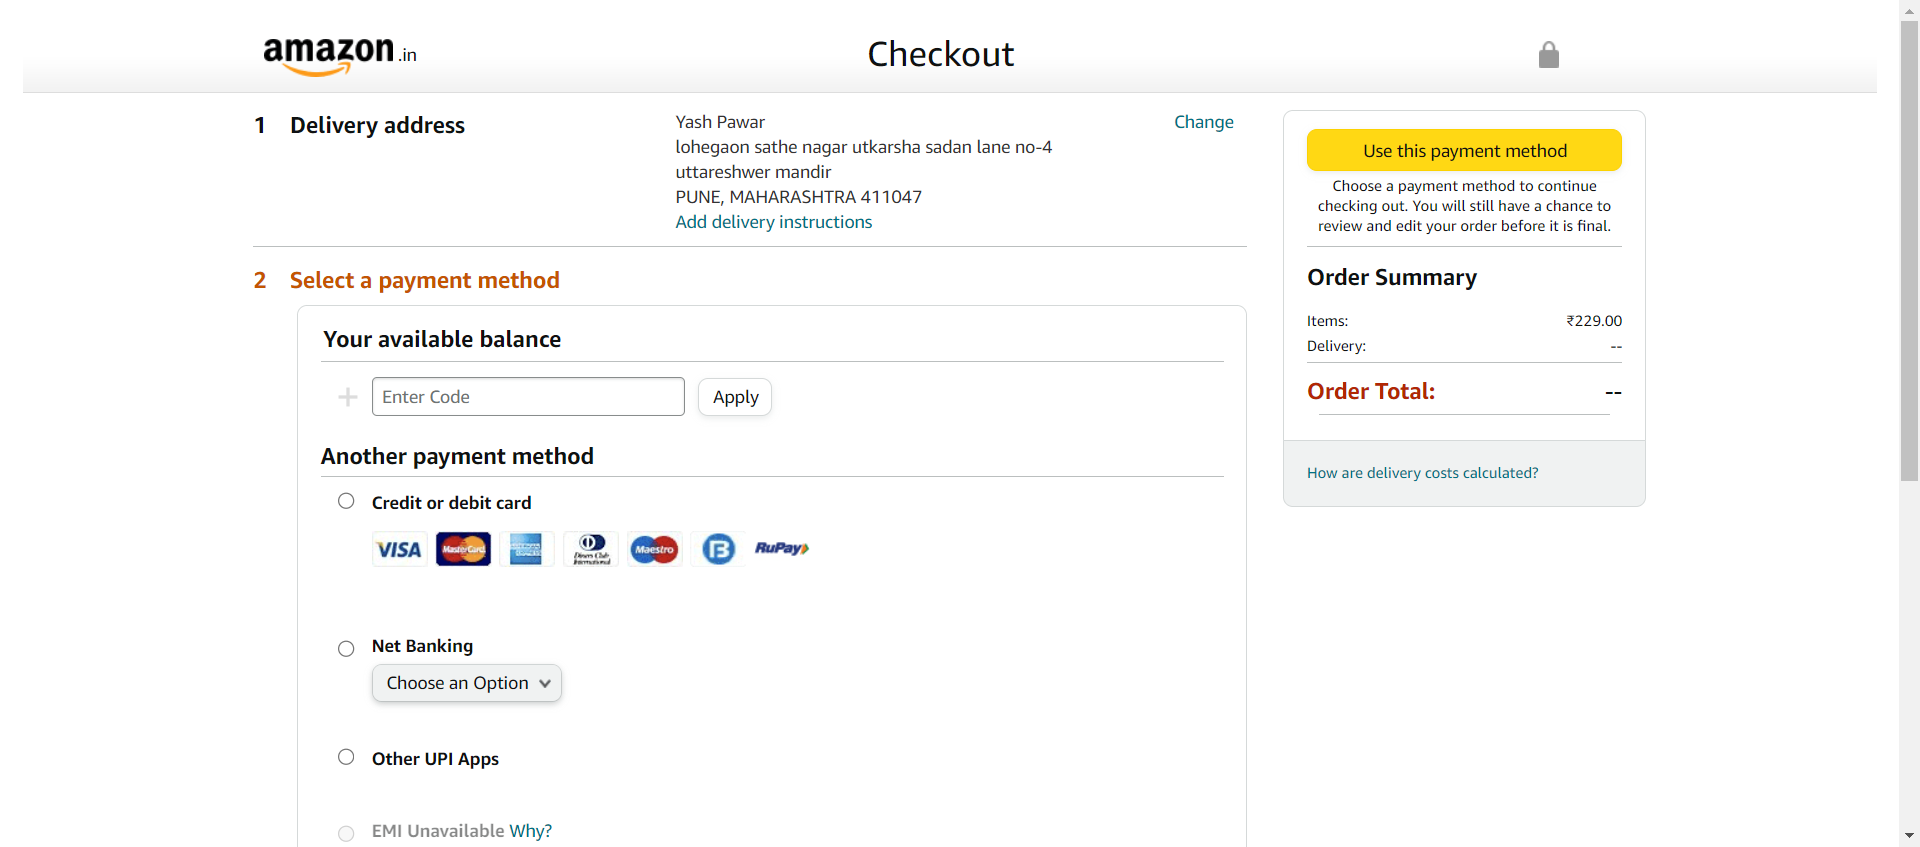 amazon.in
Checkout
1 Delivery address
Yash Pawar
lohegaon sathe nagar utkarsha sadan lane no-4
uttareshwer mandir
PUNE, MAHARASHTRA 411047
Add delivery instructions
Change
2 Select a payment method
Your available balance
Enter Code
Apply
Another payment method
Credit or debit card
VISA MasterCard Diners Club International Maestro B RuPay
Net Banking
Choose an Option
Other UPI Apps
EMI Unavailable Why?
Use this payment method
Choose a payment method to continue
checking out. You will still have a chance to
review and edit your order before it is final.
Order Summary
Items: ₹229.00
Delivery: --
Order Total: --
How are delivery costs calculated?